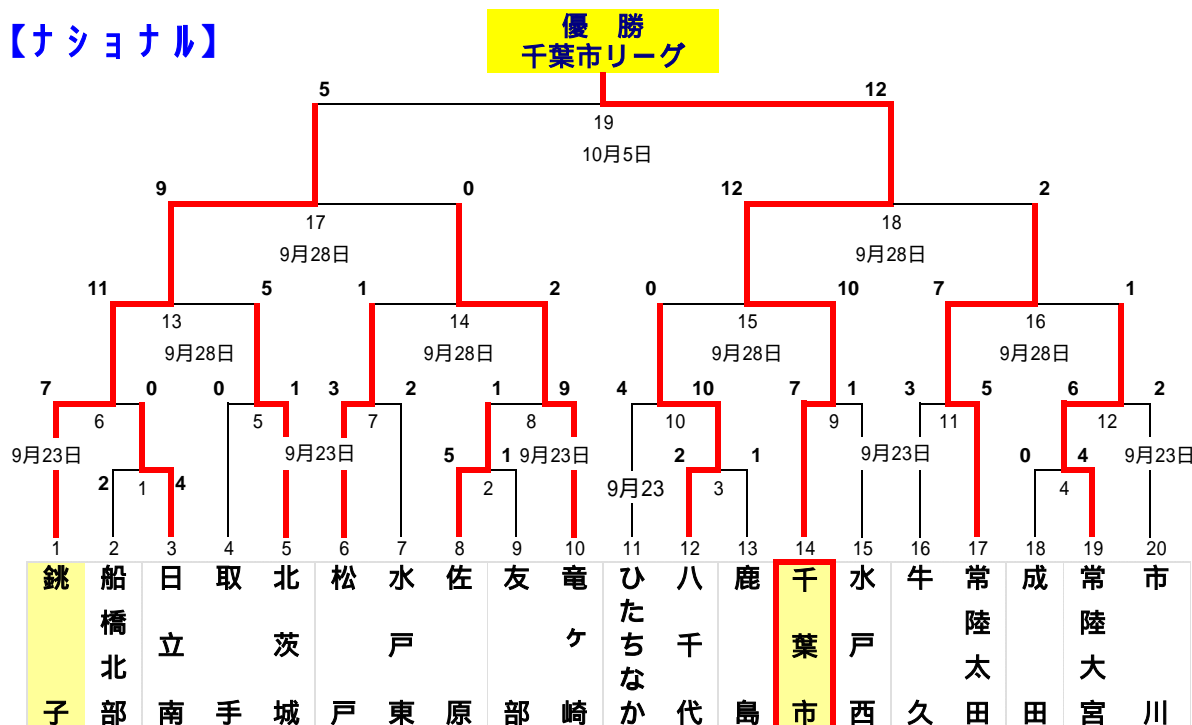 【ナショナル】
優　勝
千葉市リーグ
5 12
19
10月5日
9 0 12 2
17 18
9月28日 9月28日
11 5 1 2 0 10 7 1
13 14 15 16
9月28日 9月28日 9月28日 9月28日
7 0 0 1 3 2 1 9 4 10 7 1 3 5 6 2
6 5 7 8 10 9 11 12
9月23日 9月23日 5 1 9月23日 2 1 9月23日 0 4 9月23日
2 1 4 2 9月23 3 4
1 2 3 4 5 6 7 8 9 10 11 12 13 14 15 16 17 18 19 20
銚子
船橋北部
日立南
取手
北茨城
松戸
水戸東
佐原
友部
竜ヶ崎
ひたちなか
八千代
鹿島
千葉市
水戸西
牛久
常陸太田
成田
常陸大宮
市川